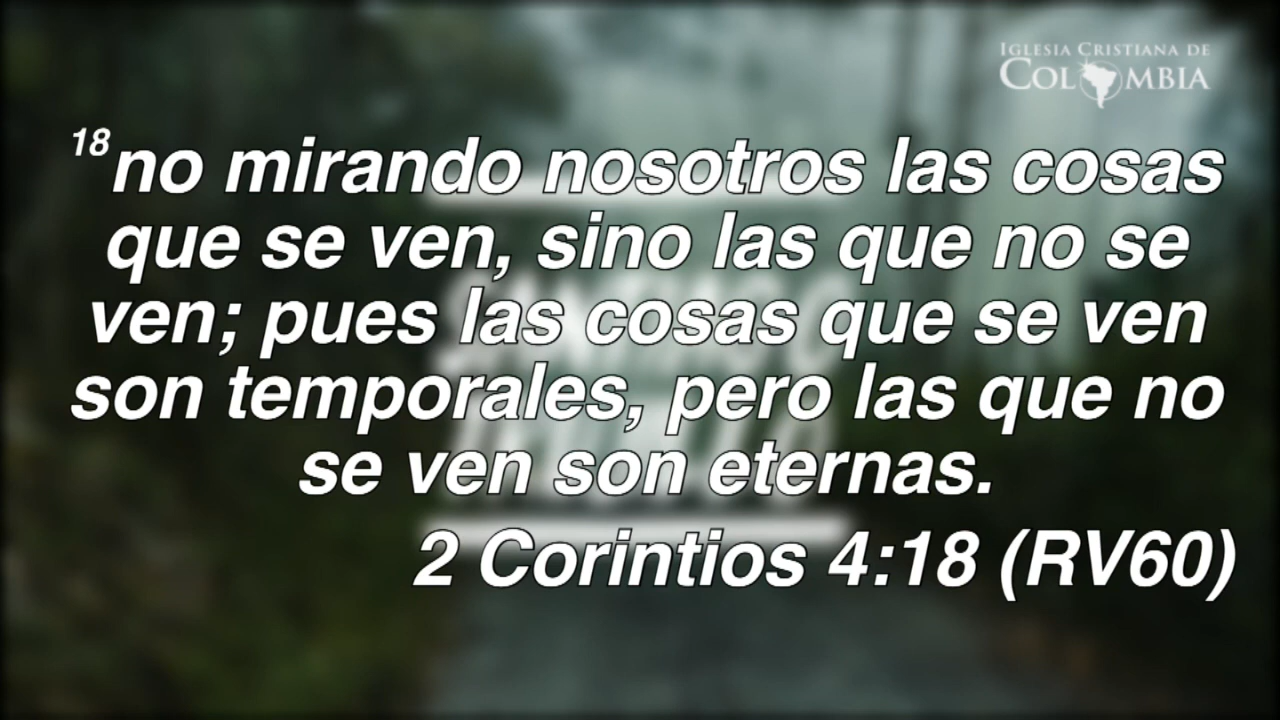 IGLESIA CRISTIANA DE
COLOMBIA
18 no mirando nosotros las cosas
que se ven, sino las que no se
ven; pues las cosas que se ven
son temporales, pero las que no
se ven son eternas.
2 Corintios 4:18 (RV60)